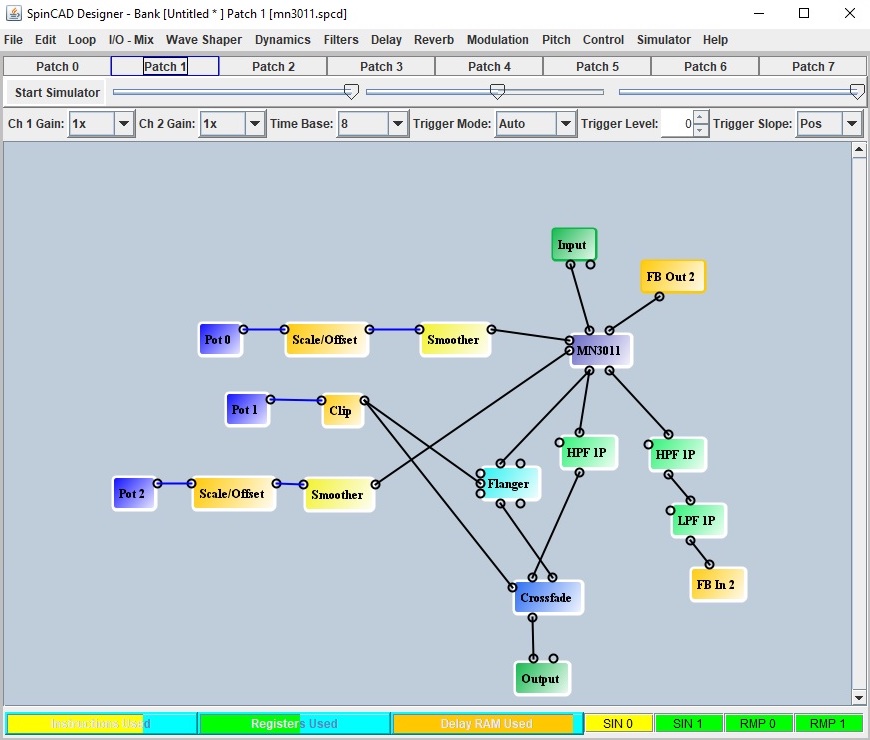 SpinCAD Designer - Bank [Untitled * ] Patch 1 [mn3011.spcd]
File Edit Loop I/O - Mix Wave Shaper Dynamics Filters Delay Reverb Modulation Pitch Control Simulator Help
Patch 0 Patch 1 Patch 2 Patch 3 Patch 4 Patch 5 Patch 6 Patch 7
Start Simulator
Ch 1 Gain: 1x Ch 2 Gain: 1x Time Base: 8 Trigger Mode: Auto Trigger Level: 0 Trigger Slope: Pos
Input
FB Out 2
Pot 0 Scale/Offset Smoother MN3011
Pot 1 Clip
HPF 1P HPF 1P
Pot 2 Scale/Offset Smoother Flanger
LPF 1P
FB In 2
Crossfade
Output
Instructions Used Registers Used Delay RAM Used SIN 0 SIN 1 RMP 0 RMP 1